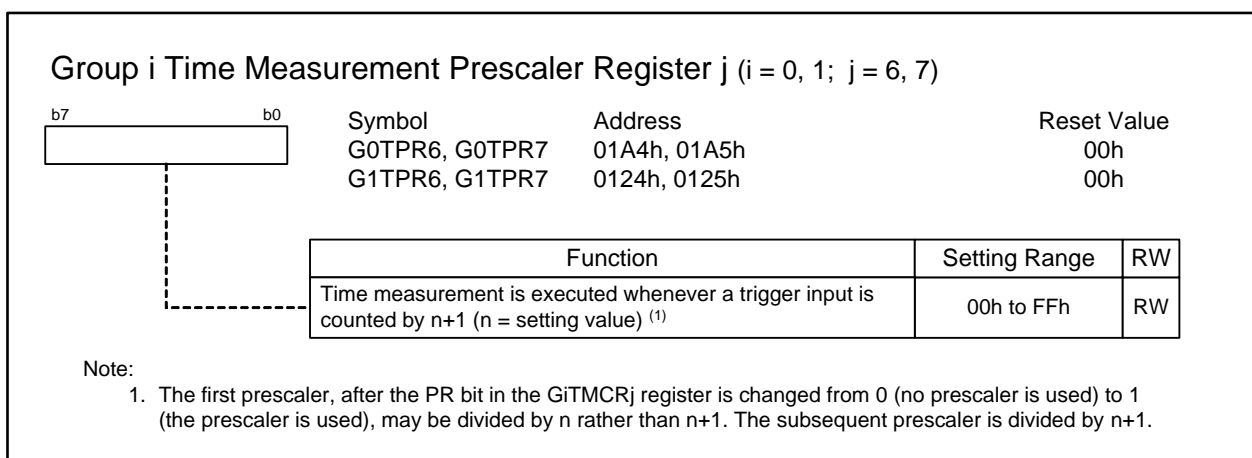 Group i Time Measurement Prescaler Register j (i = 0, 1; j = 6, 7)
b7 b0
Symbol Address Reset Value
G0TPR6, G0TPR7 01A4h, 01A5h 00h
G1TPR6, G1TPR7 0124h, 0125h 00h
Function Setting Range RW
Time measurement is executed whenever a trigger input is
counted by n+1 (n = setting value) (1) 00h to FFh RW
Note:
1. The first prescaler, after the PR bit in the GiTMCRj register is changed from 0 (no prescaler is used) to 1
(the prescaler is used), may be divided by n rather than n+1. The subsequent prescaler is divided by n+1.